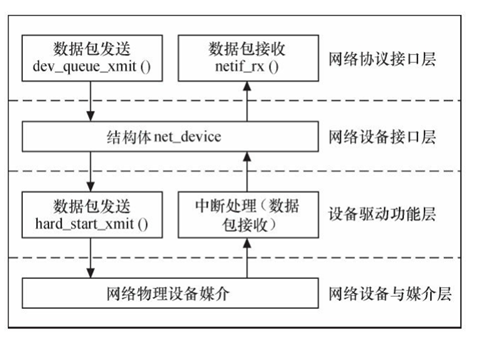 数据包发送
dev_queue_xmit ()
数据包接收
netif_rx ()
网络协议接口层
结构体 net_device
网络设备接口层
数据包发送
hard_start_xmit ()
中断处理（数据
包接收）
设备驱动功能层
网络物理设备媒介
网络设备与媒介层